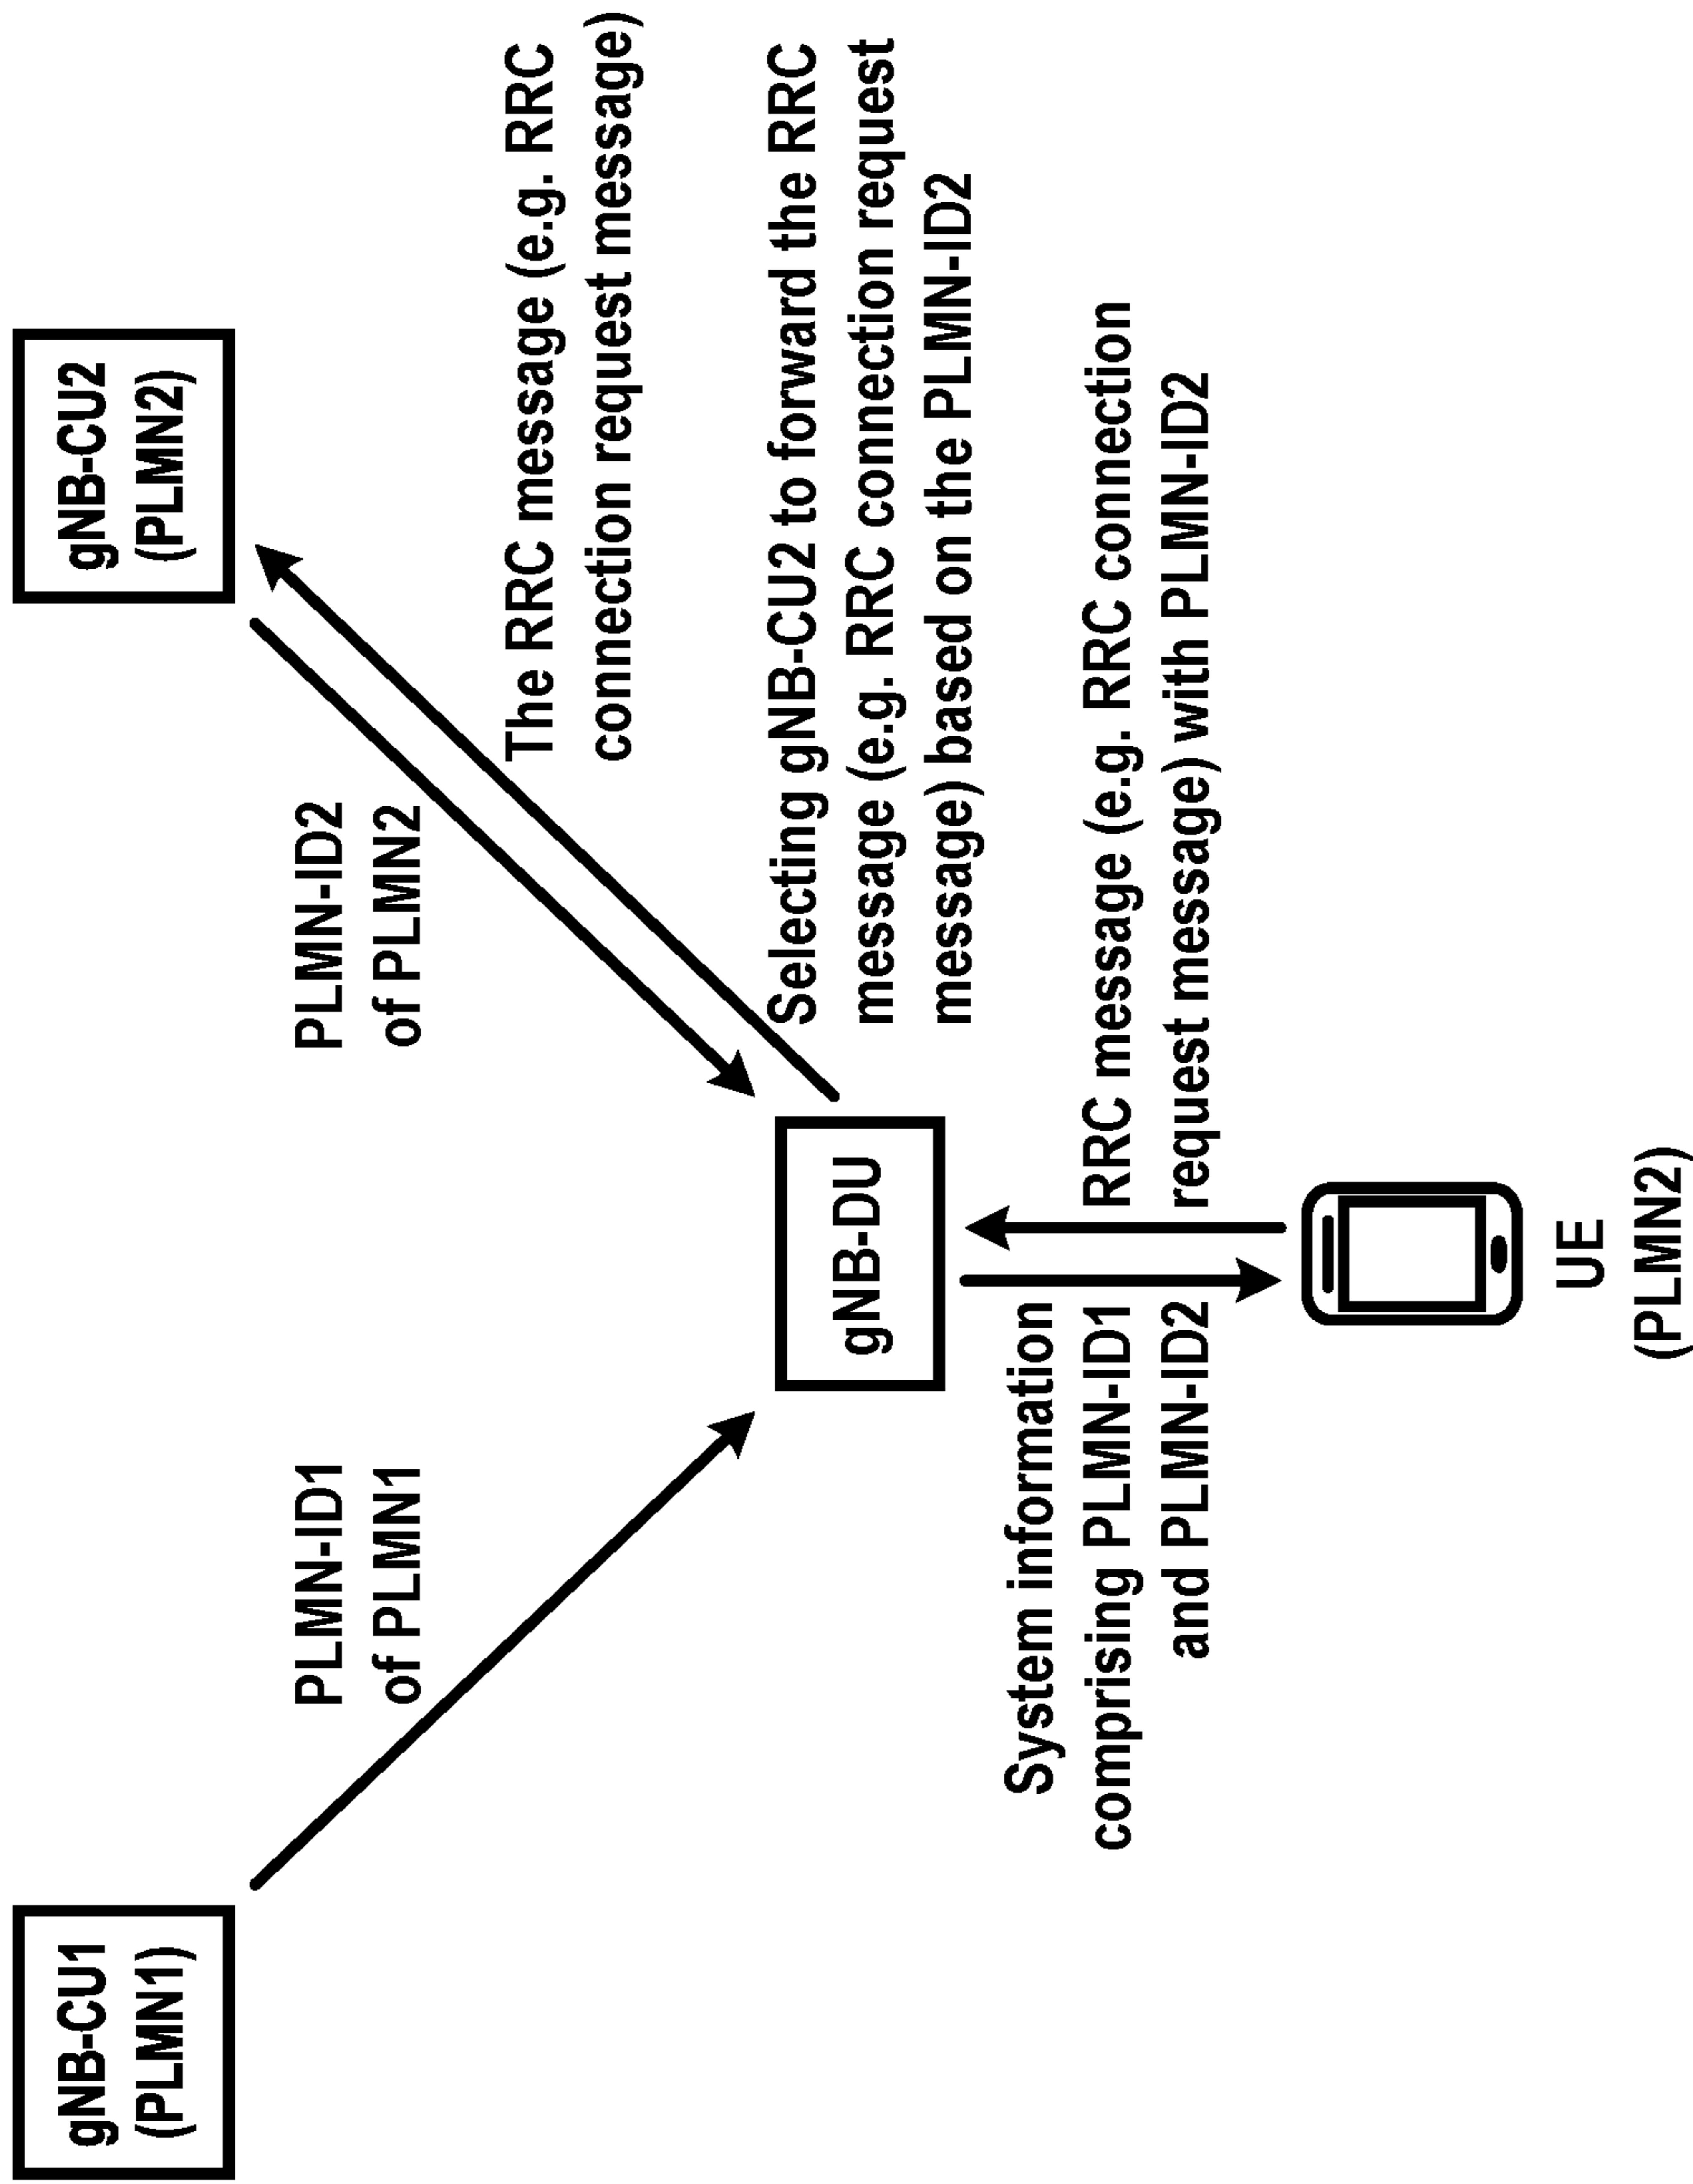 gNB-CU1
(PLMN1)
gNB-CU2
(PLMN2)
PLMN-ID1
of PLMN1
PLMN-ID2
of PLMN2
The RRC message (e.g. RRC
connection request message)
gNB-DU
Selecting gNB-CU2 to forward the RRC
message (e.g. RRC connection request
message) based on the PLMN-ID2
System information
comprising PLMN-ID1
and PLMN-ID2
RRC message (e.g. RRC connection
request message) with PLMN-ID2
UE
(PLMN2)